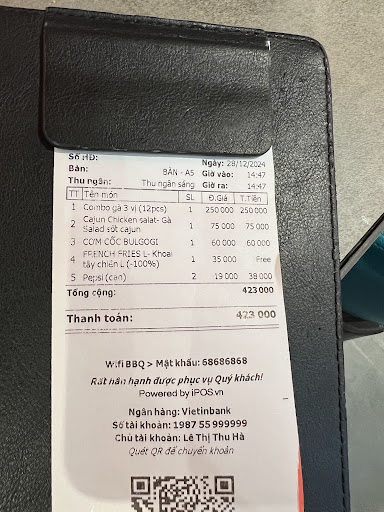 Số HĐ:
Ngày: 28/12/2024
Bàn: BÀN - A5 Giờ vào: 14:47
Thu ngân: Thu ngân sáng Giờ ra: 14:47
TT Tên món SL Đ.Giá T.Tiền
1 Combo gà 3 vị (12pcs) 1 250 000 250 000
2 Cajun Chicken salat- Gà Salad sốt cajun 1 75 000 75 000
3 CƠM CỐC BULGOGI 1 60 000 60 000
4 FRENCH FRIES L- Khoai tây chiên L (-100%) 1 35 000 Free
5 Pepsi (can) 2 19 000 38 000
Tổng cộng: 423 000
Thanh toán: 423 000
Wifi BBQ > Mật khẩu: 68686868
Rất hân hạnh được phục vụ Quý khách!
Powered by iPOS.vn
Ngân hàng: Vietinbank
Số tài khoản: 1987 55 999999
Chủ tài khoản: Lê Thị Thu Hà
Quét QR để chuyển khoản